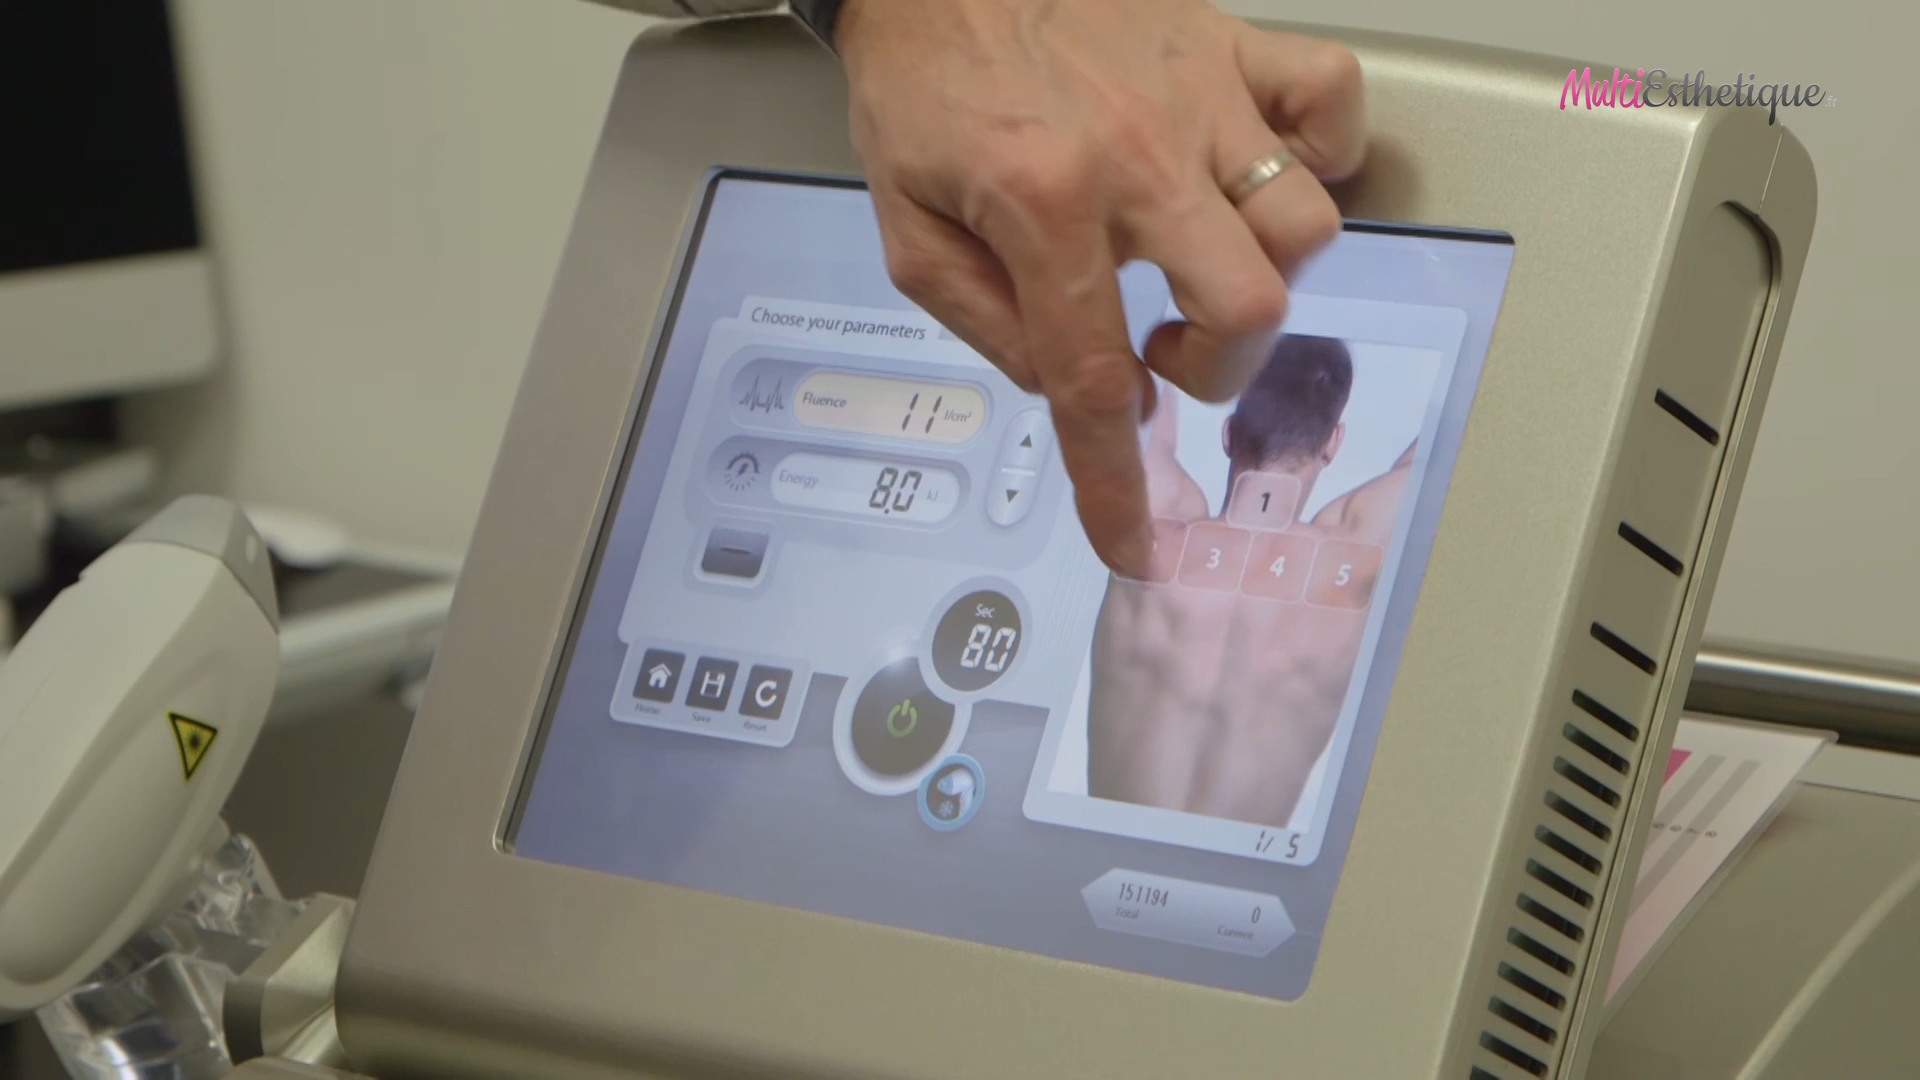 MultiEsthetique.fr
Choose your parameters
Fluence 11 J/cm²
Energy 8.0 kJ
1
3 4 5
Sec
80
Home Save Reset
1/ 5
151194 0
Total Current